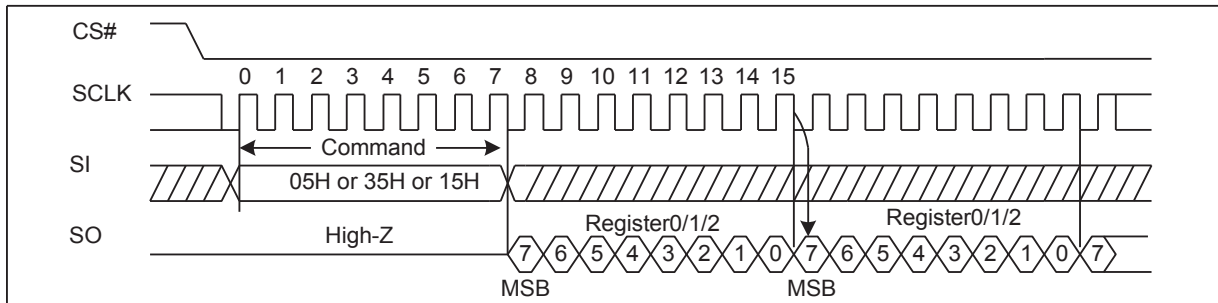 CS#
0 1 2 3 4 5 6 7 8 9 10 11 12 13 14 15
SCLK
Command
SI
05H or 35H or 15H
Register0/1/2 Register0/1/2
SO
High-Z
7 6 5 4 3 2 1 0 7 6 5 4 3 2 1 0 7
MSB MSB